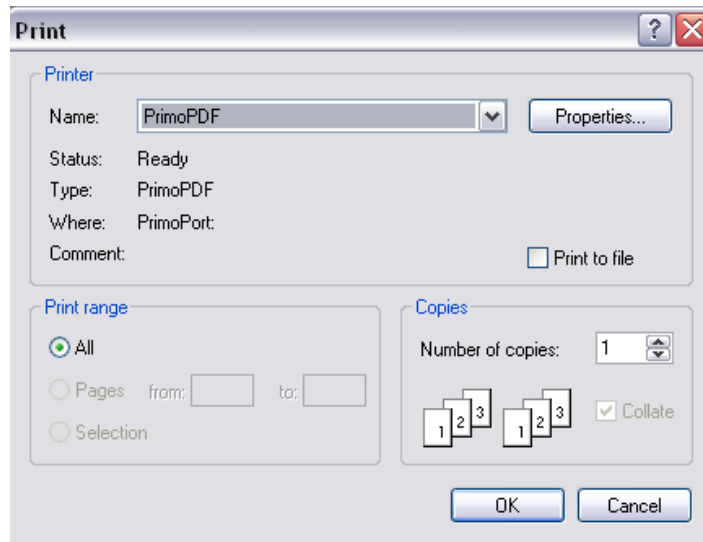 Print
Printer
Name: PrimoPDF Properties...
Status: Ready
Type: PrimoPDF
Where: PrimoPort:
Comment:
Print to file
Print range
All
Pages from: to:
Selection
Copies
Number of copies: 1
1 2 3 1 2 3
Collate
OK Cancel